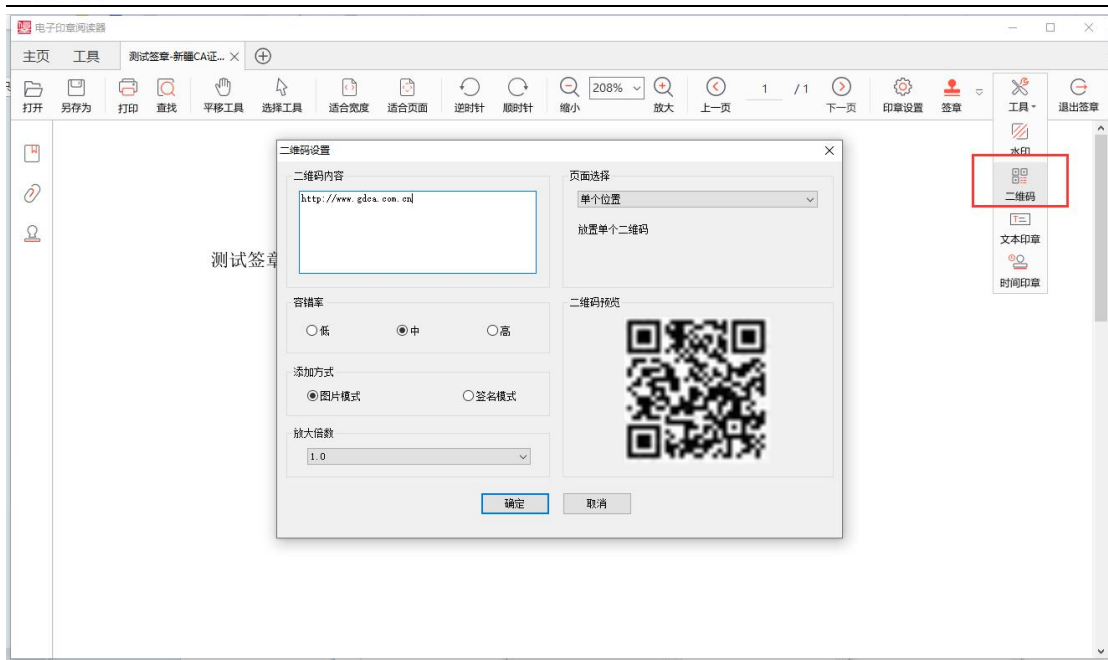 电子印章阅读器
主页 工具 测试签章-新疆CA证...
打开 另存为 打印 查找 平移工具 选择工具 适合宽度 适合页面 逆时针 顺时针 缩小 208% 放大 上一页 1 / 1 下一页 印章设置 签章 工具 退出签章
水印
二维码
文本印章
时间印章
测试签章
二维码设置
二维码内容
http://www.gdca.com.cn
页面选择
单个位置
放置单个二维码
容错率
低 中 高
添加方式
图片模式 签名模式
放大倍数
1.0
二维码预览
确定 取消